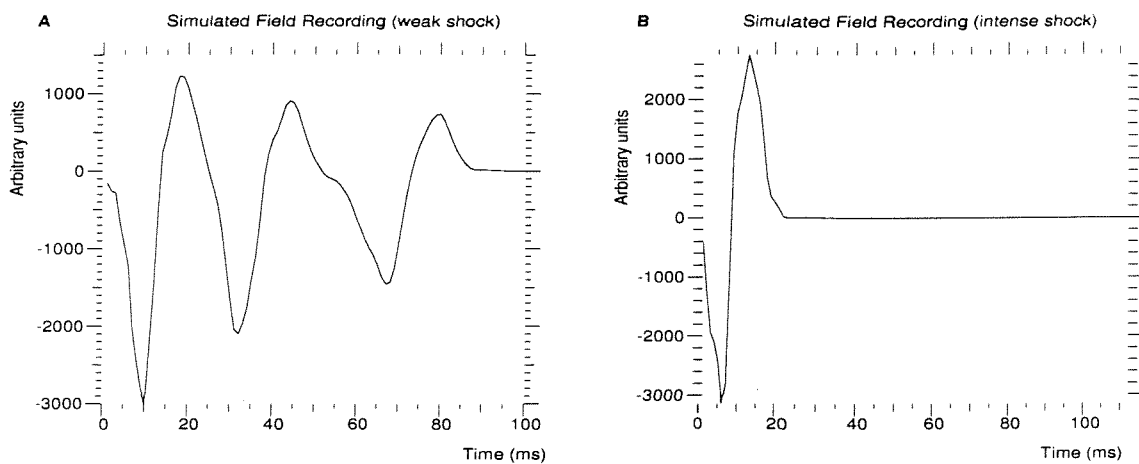 A
Simulated Field Recording (weak shock)
Arbitrary units
1000
0
-1000
-2000
-3000
0 20 40 60 80 100
Time (ms)
B
Simulated Field Recording (intense shock)
Arbitrary units
2000
1000
0
-1000
-2000
-3000
0 20 40 60 80 100
Time (ms)